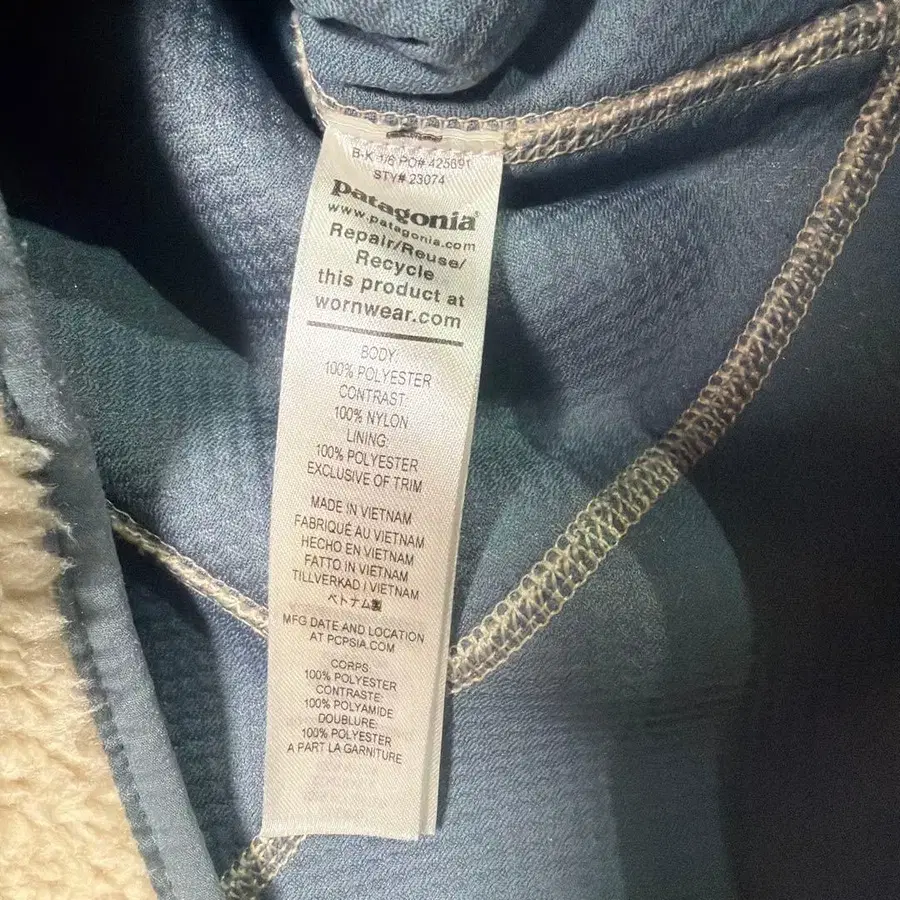 B-K 1/6 PO# 425891
STY# 23074
patagonia®
www.patagonia.com
Repair/Reuse/
Recycle
this product at
wornwear.com
BODY:
100% POLYESTER
CONTRAST:
100% NYLON
LINING:
100% POLYESTER
EXCLUSIVE OF TRIM
MADE IN VIETNAM
FABRIQUÉ AU VIETNAM
HECHO EN VIETNAM
FATTO IN VIETNAM
TILLVERKAD I VIETNAM
ベトナム製
MFG DATE AND LOCATION
AT PCPSIA.COM
CORPS:
100% POLYESTER
CONTRASTE:
100% POLYAMIDE
DOUBLURE:
100% POLYESTER
A PART LA GARNITURE